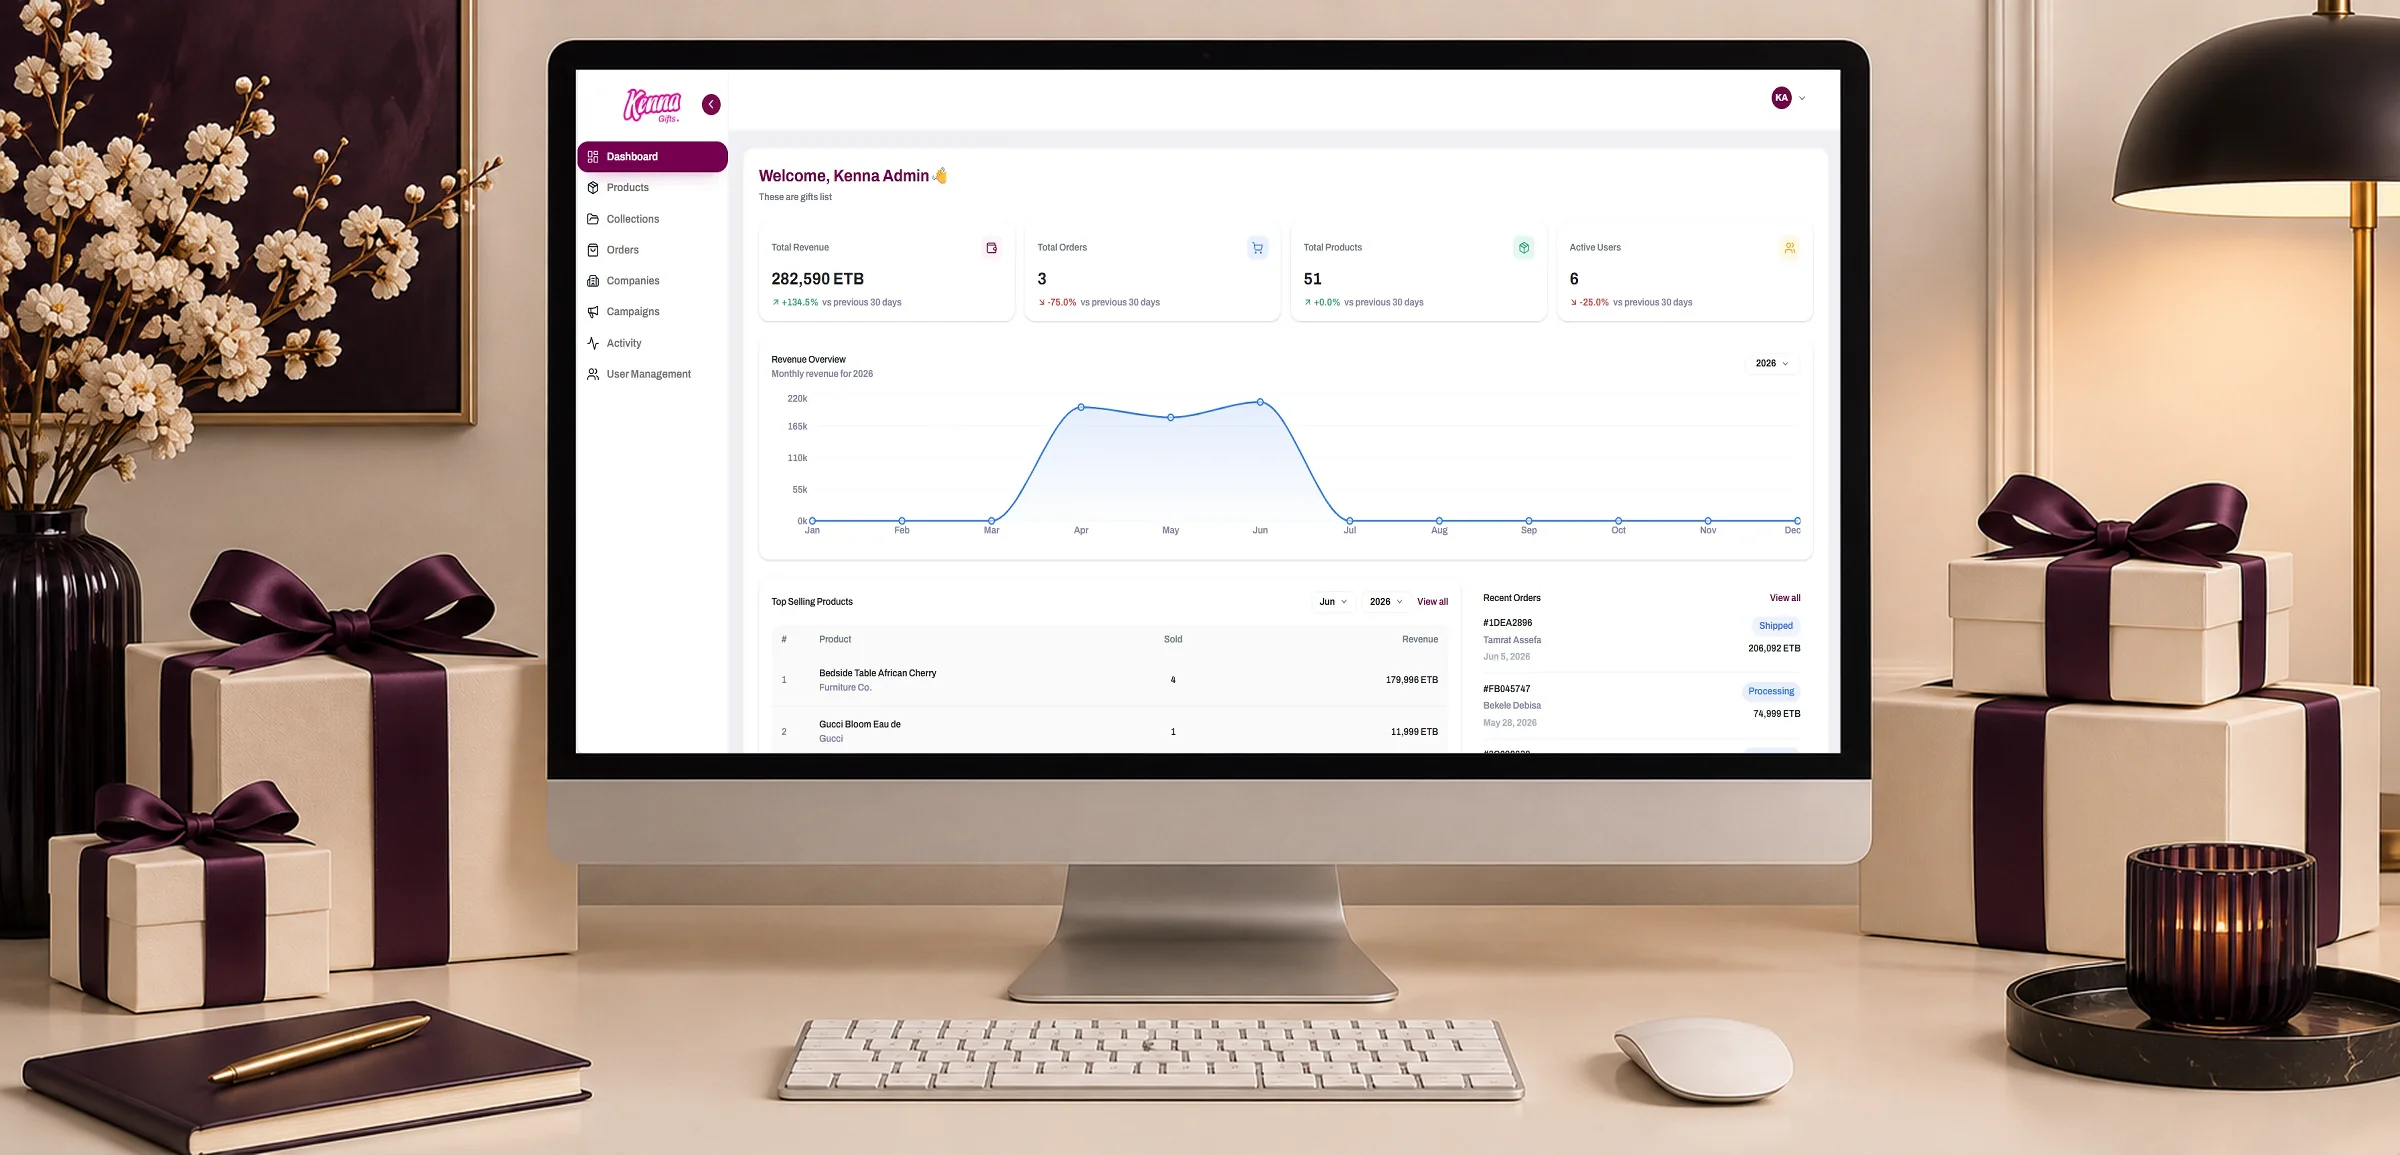 Kenna
Gifts.
KA
Dashboard
Products
Collections
Orders
Companies
Campaigns
Activity
User Management
Welcome, Kenna Admin 👋
These are gifts list
Total Revenue
282,590 ETB
+134.5% vs previous 30 days
Total Orders
3
-75.0% vs previous 30 days
Total Products
51
+0.0% vs previous 30 days
Active Users
6
-25.0% vs previous 30 days
Revenue Overview
Monthly revenue for 2026
2026
220k
165k
110k
55k
0k
Jan Feb Mar Apr May Jun Jul Aug Sep Oct Nov Dec
Top Selling Products
Jun 2026 View all
# Product Sold Revenue
1 Bedside Table African Cherry 4 179,996 ETB
Furniture Co.
2 Gucci Bloom Eau de 1 11,999 ETB
Gucci
Recent Orders View all
#1DEA2896 Shipped
Tamrat Assefa 206,092 ETB
Jun 5, 2026
#FB045747 Processing
Bekele Debisa 74,999 ETB
May 28, 2026